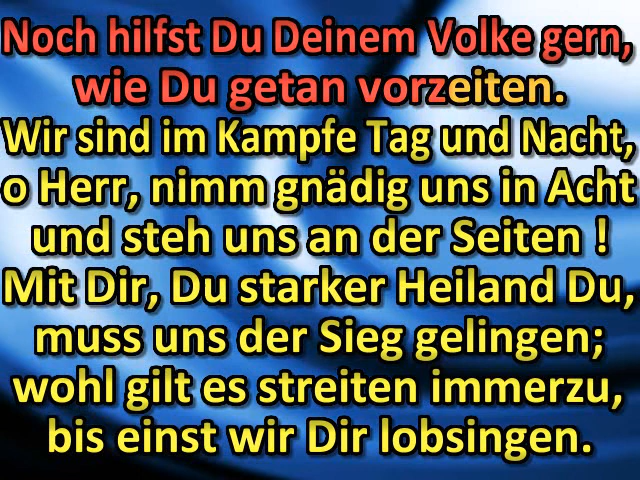 Noch hilfst Du Deinem Volke gern,
wie Du getan vorzeiten.
Wir sind im Kampfe Tag und Nacht,
o Herr, nimm gnädig uns in Acht
und steh uns an der Seiten !
Mit Dir, Du starker Heiland Du,
muss uns der Sieg gelingen;
wohl gilt es streiten immerzu,
bis einst wir Dir lobsingen.